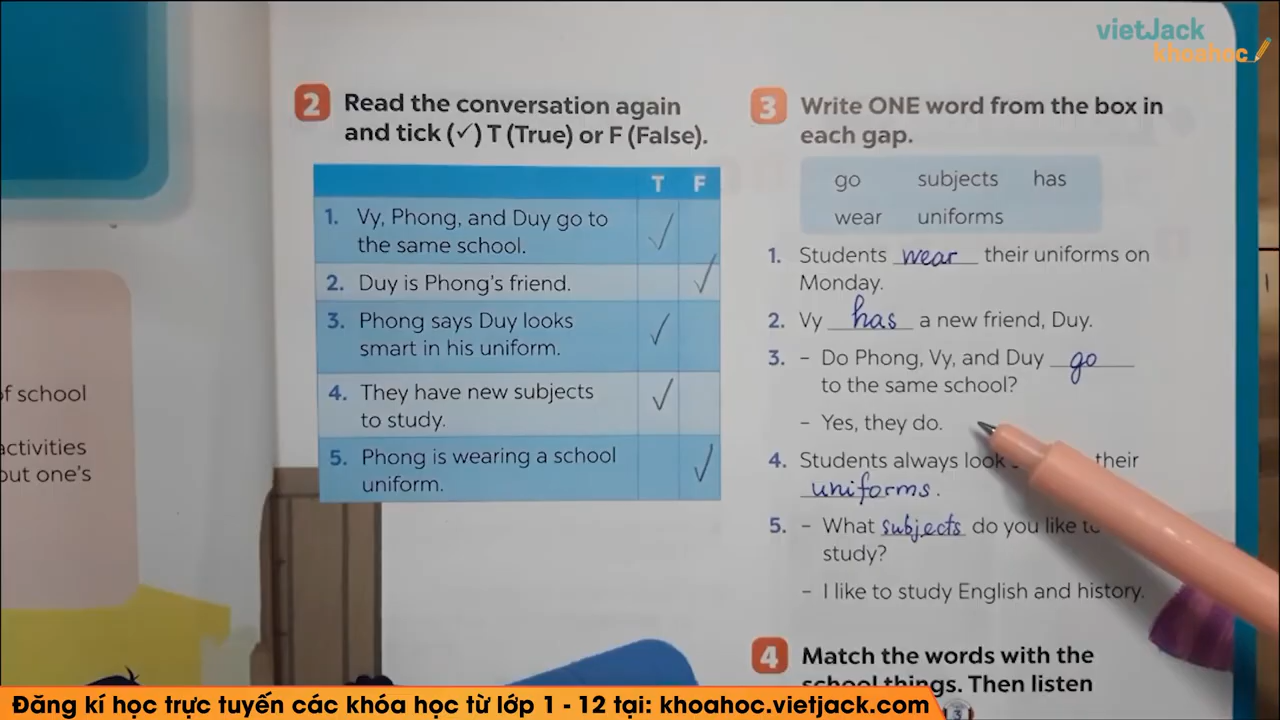 vietJack
khoahoc
2 Read the conversation again
and tick (✓) T (True) or F (False).
T F
1. Vy, Phong, and Duy go to ✓
the same school.
2. Duy is Phong's friend. ✓
3. Phong says Duy looks ✓
smart in his uniform.
4. They have new subjects ✓
to study.
5. Phong is wearing a school ✓
uniform.
of school
activities
out one's
3 Write ONE word from the box in
each gap.
go subjects has
wear uniforms
1. Students wear their uniforms on
Monday.
2. Vy has a new friend, Duy.
3. – Do Phong, Vy, and Duy go
to the same school?
– Yes, they do.
4. Students always look their
uniforms.
5. – What subjects do you like to
study?
– I like to study English and history.
4 Match the words with the
school things. Then listen
Đăng kí học trực tuyến các khóa học từ lớp 1 - 12 tại: khoahoc.vietjack.com